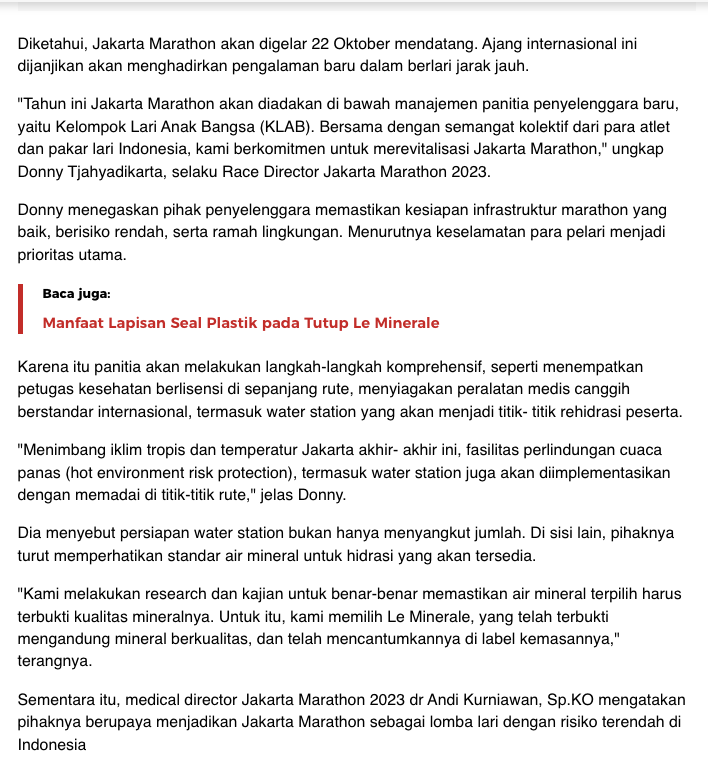 Diketahui, Jakarta Marathon akan digelar 22 Oktober mendatang. Ajang internasional ini
dijanjikan akan menghadirkan pengalaman baru dalam berlari jarak jauh.
"Tahun ini Jakarta Marathon akan diadakan di bawah manajemen panitia penyelenggara baru,
yaitu Kelompok Lari Anak Bangsa (KLAB). Bersama dengan semangat kolektif dari para atlet
dan pakar lari Indonesia, kami berkomitmen untuk merevitalisasi Jakarta Marathon," ungkap
Donny Tjahyadikarta, selaku Race Director Jakarta Marathon 2023.
Donny menegaskan pihak penyelenggara memastikan kesiapan infrastruktur marathon yang
baik, berisiko rendah, serta ramah lingkungan. Menurutnya keselamatan para pelari menjadi
prioritas utama.
Baca juga:
Manfaat Lapisan Seal Plastik pada Tutup Le Minerale
Karena itu panitia akan melakukan langkah-langkah komprehensif, seperti menempatkan
petugas kesehatan berlisensi di sepanjang rute, menyiagakan peralatan medis canggih
berstandar internasional, termasuk water station yang akan menjadi titik- titik rehidrasi peserta.
"Menimbang iklim tropis dan temperatur Jakarta akhir- akhir ini, fasilitas perlindungan cuaca
panas (hot environment risk protection), termasuk water station juga akan diimplementasikan
dengan memadai di titik-titik rute," jelas Donny.
Dia menyebut persiapan water station bukan hanya menyangkut jumlah. Di sisi lain, pihaknya
turut memperhatikan standar air mineral untuk hidrasi yang akan tersedia.
"Kami melakukan research dan kajian untuk benar-benar memastikan air mineral terpilih harus
terbukti kualitas mineralnya. Untuk itu, kami memilih Le Minerale, yang telah terbukti
mengandung mineral berkualitas, dan telah mencantumkannya di label kemasannya,"
terangnya.
Sementara itu, medical director Jakarta Marathon 2023 dr Andi Kurniawan, Sp.KO mengatakan
pihaknya berupaya menjadikan Jakarta Marathon sebagai lomba lari dengan risiko terendah di
Indonesia